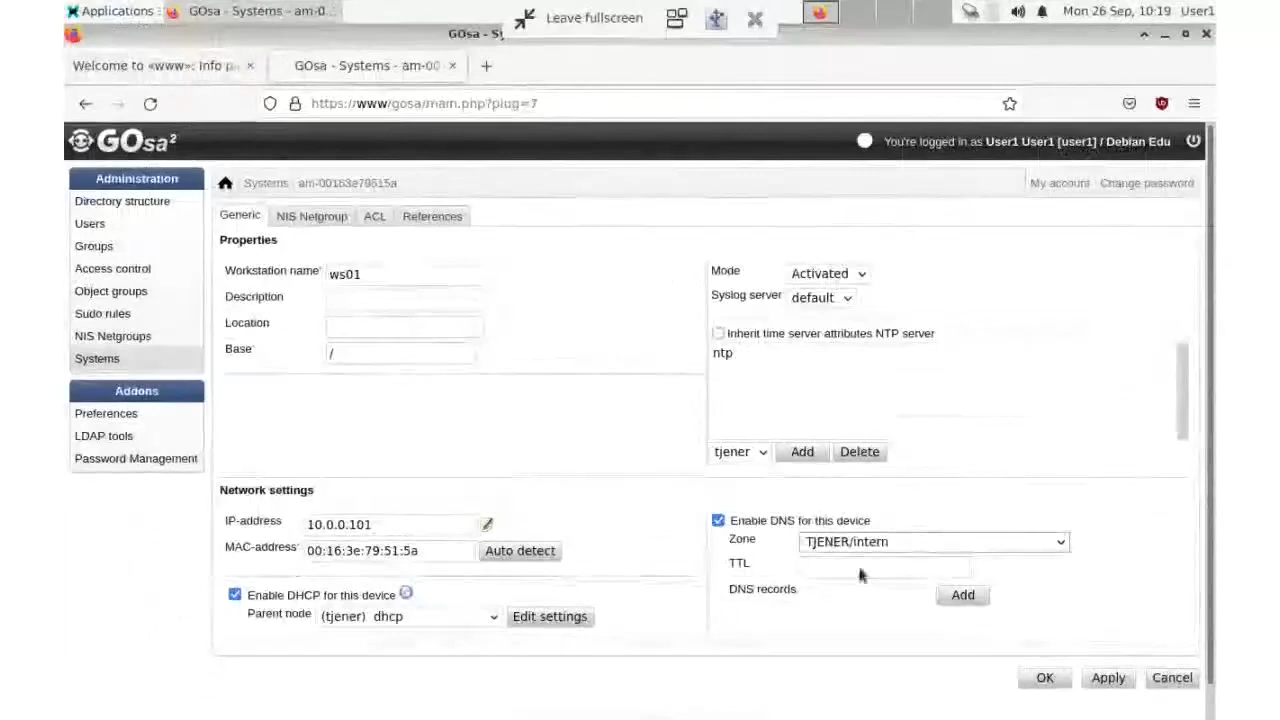 Applications GOsa - Systems - am-0... Leave fullscreen Mon 26 Sep, 10:19 User1
GOsa - Sy
Welcome to «www»: Info p GOsa - Systems - am-00
https://www/gosa/main.php?plug=7
GOsa² You're logged in as User1 User1 [user1] / Debian Edu
Administration
Directory structure
Users
Groups
Access control
Object groups
Sudo rules
NIS Netgroups
Systems
Addons
Preferences
LDAP tools
Password Management
Systems am-00163e79515a My account Change password
Generic NIS Netgroup ACL References
Properties
Workstation name* ws01
Description
Location
Base* /
Mode Activated
Syslog server default
Inherit time server attributes NTP server
ntp
tjener Add Delete
Network settings
IP-address 10.0.0.101
MAC-address* 00:16:3e:79:51:5a Auto detect
Enable DHCP for this device
Parent node (tjener) dhcp Edit settings
Enable DNS for this device
Zone TJENER/intern
TTL
DNS records Add
OK Apply Cancel